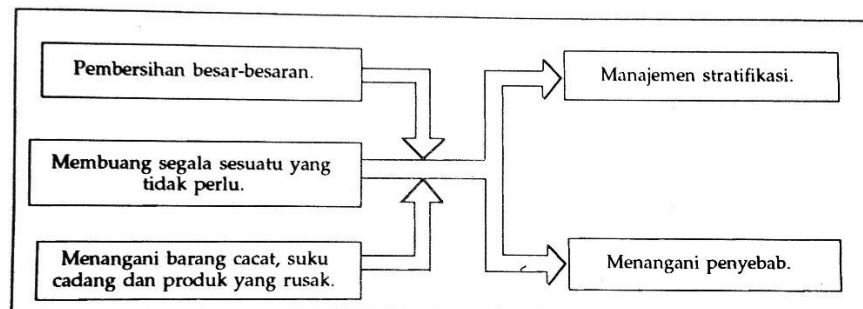 Pembersihan besar-besaran.
Manajemen stratifikasi.
Membuang segala sesuatu yang
tidak perlu.
Menangani barang cacat, suku
cadang dan produk yang rusak.
Menangani penyebab.